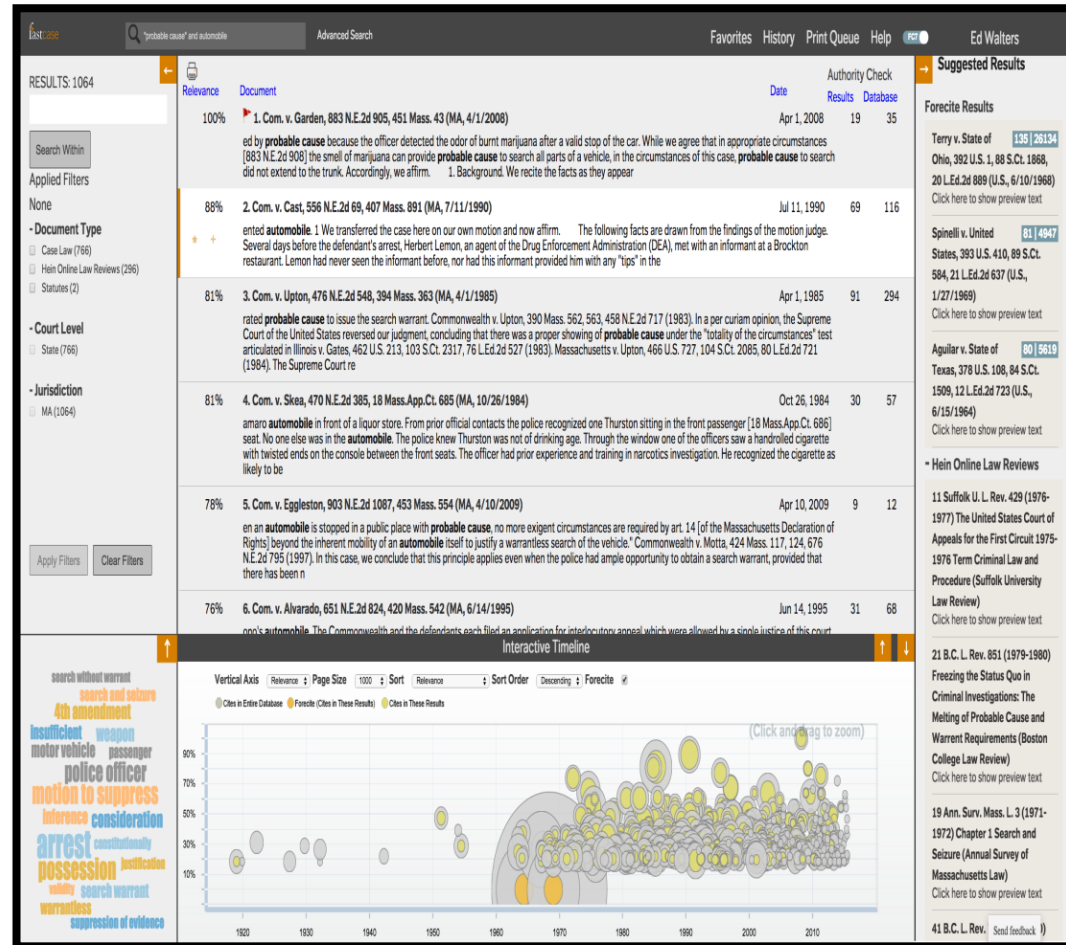 fastcase
"probable cause" and automobile
Advanced Search
Favorites History Print Queue Help FC7 Ed Walters
RESULTS: 1064
Search Within
Applied Filters
None
- Document Type
Case Law (766)
Hein Online Law Reviews (296)
Statutes (2)
- Court Level
State (766)
- Jurisdiction
MA (1064)
Apply Filters Clear Filters
Authority Check
Relevance Document Date Results Database
100% 1. Com. v. Garden, 883 N.E.2d 905, 451 Mass. 43 (MA, 4/1/2008) Apr 1, 2008 19 35
ed by probable cause because the officer detected the odor of burnt marijuana after a valid stop of the car. While we agree that in appropriate circumstances
[883 N.E.2d 908] the smell of marijuana can provide probable cause to search all parts of a vehicle, in the circumstances of this case, probable cause to search
did not extend to the trunk. Accordingly, we affirm. 1. Background. We recite the facts as they appear
88% 2. Com. v. Cast, 556 N.E.2d 69, 407 Mass. 891 (MA, 7/11/1990) Jul 11, 1990 69 116
ented automobile. 1 We transferred the case here on our own motion and now affirm. The following facts are drawn from the findings of the motion judge.
Several days before the defendant's arrest, Herbert Lemon, an agent of the Drug Enforcement Administration (DEA), met with an informant at a Brockton
restaurant. Lemon had never seen the informant before, nor had this informant provided him with any "tips" in the
81% 3. Com. v. Upton, 476 N.E.2d 548, 394 Mass. 363 (MA, 4/1/1985) Apr 1, 1985 91 294
rated probable cause to issue the search warrant. Commonwealth v. Upton, 390 Mass. 562, 563, 458 N.E.2d 717 (1983). In a per curiam opinion, the Supreme
Court of the United States reversed our judgment, concluding that there was a proper showing of probable cause under the "totality of the circumstances" test
articulated in Illinois v. Gates, 462 U.S. 213, 103 S.Ct. 2317, 76 L.Ed.2d 527 (1983). Massachusetts v. Upton, 466 U.S. 727, 104 S.Ct. 2085, 80 L.Ed.2d 721
(1984). The Supreme Court re
81% 4. Com. v. Skea, 470 N.E.2d 385, 18 Mass.App.Ct. 685 (MA, 10/26/1984) Oct 26, 1984 30 57
amaro automobile in front of a liquor store. From prior official contacts the police recognized one Thurston sitting in the front passenger [18 Mass.App.Ct. 686]
seat. No one else was in the automobile. The police knew Thurston was not of drinking age. Through the window one of the officers saw a handrolled cigarette
with twisted ends on the console between the front seats. The officer had prior experience and training in narcotics investigation. He recognized the cigarette as
likely to be
78% 5. Com. v. Eggleston, 903 N.E.2d 1087, 453 Mass. 554 (MA, 4/10/2009) Apr 10, 2009 9 12
en an automobile is stopped in a public place with probable cause, no more exigent circumstances are required by art. 14 [of the Massachusetts Declaration of
Rights] beyond the inherent mobility of an automobile itself to justify a warrantless search of the vehicle." Commonwealth v. Motta, 424 Mass. 117, 124, 676
N.E.2d 795 (1997). In this case, we conclude that this principle applies even when the police had ample opportunity to obtain a search warrant, provided that
there has been n
76% 6. Com. v. Alvarado, 651 N.E.2d 824, 420 Mass. 542 (MA, 6/14/1995) Jun 14, 1995 31 68
automobile. The Commonwealth and the defendants each filed an application for interlocutory appeal which were allowed by a single justice of this court
Suggested Results
Forecite Results
Terry v. State of 135 | 26134
Ohio, 392 U.S. 1, 88 S.Ct. 1868,
20 L.Ed.2d 889 (U.S., 6/10/1968)
Click here to show preview text
Spinelli v. United 81 | 4947
States, 393 U.S. 410, 89 S.Ct.
584, 21 L.Ed.2d 637 (U.S.,
1/27/1969)
Click here to show preview text
Aguilar v. State of 80 | 5619
Texas, 378 U.S. 108, 84 S.Ct.
1509, 12 L.Ed.2d 723 (U.S.,
6/15/1964)
Click here to show preview text
- Hein Online Law Reviews
11 Suffolk U. L. Rev. 429 (1976-
1977) The United States Court of
Appeals for the First Circuit 1975-
1976 Term Criminal Law and
Procedure (Suffolk University
Law Review)
Click here to show preview text
21 B.C. L. Rev. 851 (1979-1980)
Freezing the Status Quo in
Criminal Investigations: The
Melting of Probable Cause and
Warrent Requirements (Boston
College Law Review)
Click here to show preview text
19 Ann. Surv. Mass. L. 3 (1971-
1972) Chapter 1 Search and
Seizure (Annual Survey of
Massachusetts Law)
Click here to show preview text
41 B.C. L. Rev.
Send feedback
search without warrant
search and seizure
4th amendment
insufficient weapon
motor vehicle passenger
police officer
motion to suppress
inference consideration
arrest constitutionally
possession justification
validity search warrant
warrantless
suppression of evidence
Interactive Timeline
Vertical Axis Relevance Page Size 1000 Sort Relevance Sort Order Descending Forecite
Cites in Entire Database Forecite (Cites in These Results) Cites in These Results
(Click and drag to zoom)
90%
70%
50%
30%
10%
1920 1930 1940 1950 1960 1970 1980 1990 2000 2010